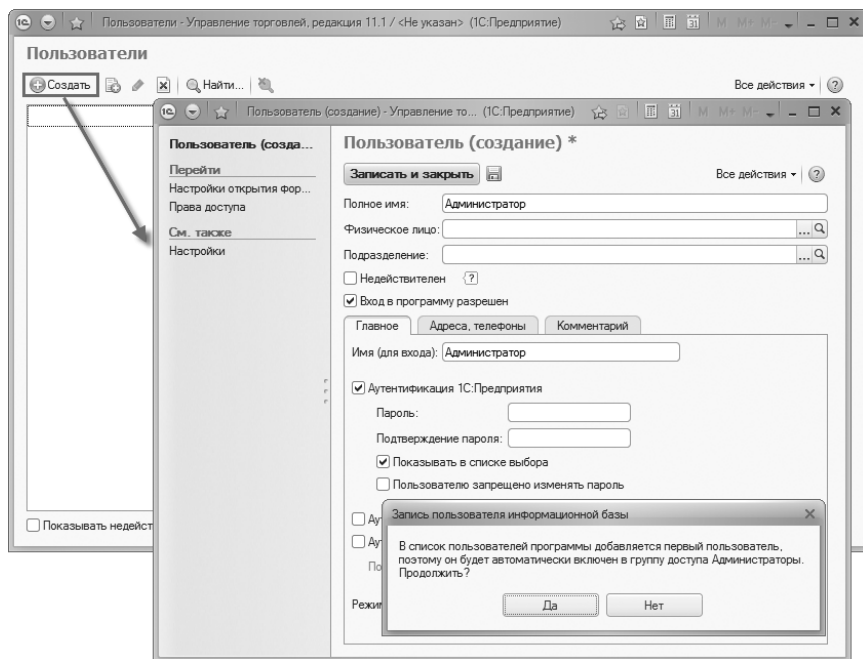 Пользователи - Управление торговлей, редакция 11.1 / <Не указан> (1С:Предприятие)
M M+ M-
Пользователи
Создать
Найти...
Все действия
Пользователь (создание) - Управление то... (1С:Предприятие)
M M+ M-
Пользователь (созда...
Перейти
Настройки открытия фор...
Права доступа
См. также
Настройки
Пользователь (создание) *
Записать и закрыть
Все действия
Полное имя: Администратор
Физическое лицо:
Подразделение:
Недействителен ?
Вход в программу разрешен
Главное Адреса, телефоны Комментарий
Имя (для входа): Администратор
Аутентификация 1С:Предприятия
Пароль:
Подтверждение пароля:
Показывать в списке выбора
Пользователю запрещено изменять пароль
Ау
Ау
По
Режим
Запись пользователя информационной базы
В список пользователей программы добавляется первый пользователь,
поэтому он будет автоматически включен в группу доступа Администраторы.
Продолжить?
Да Нет
Показывать недейст